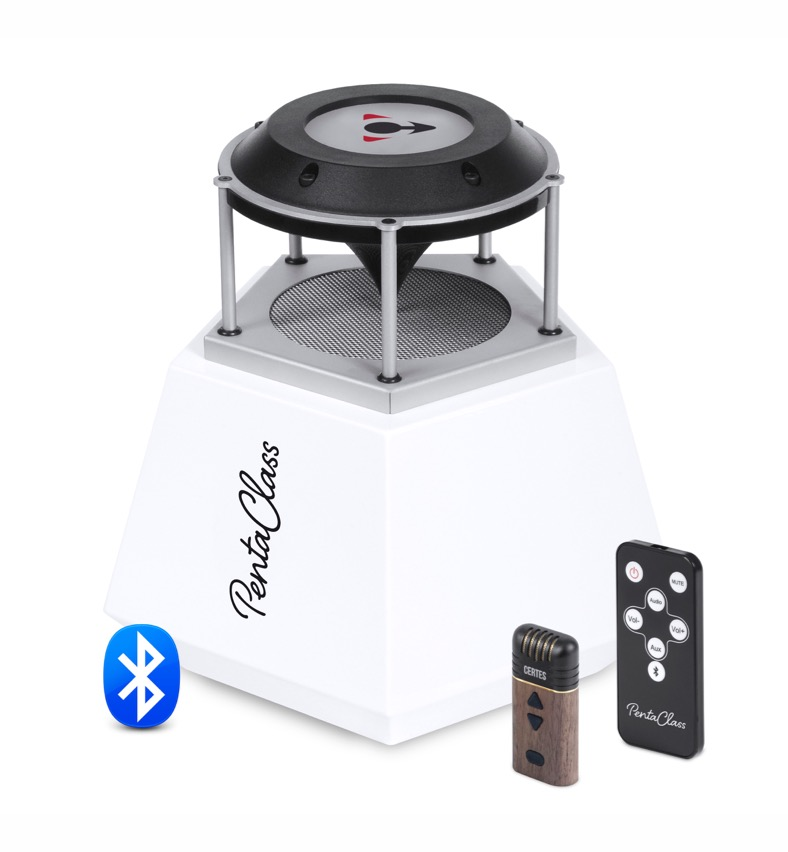 PentaClass
CERTES
MUTE
Audio
Vol-
Vol+
Aux
PentaClass